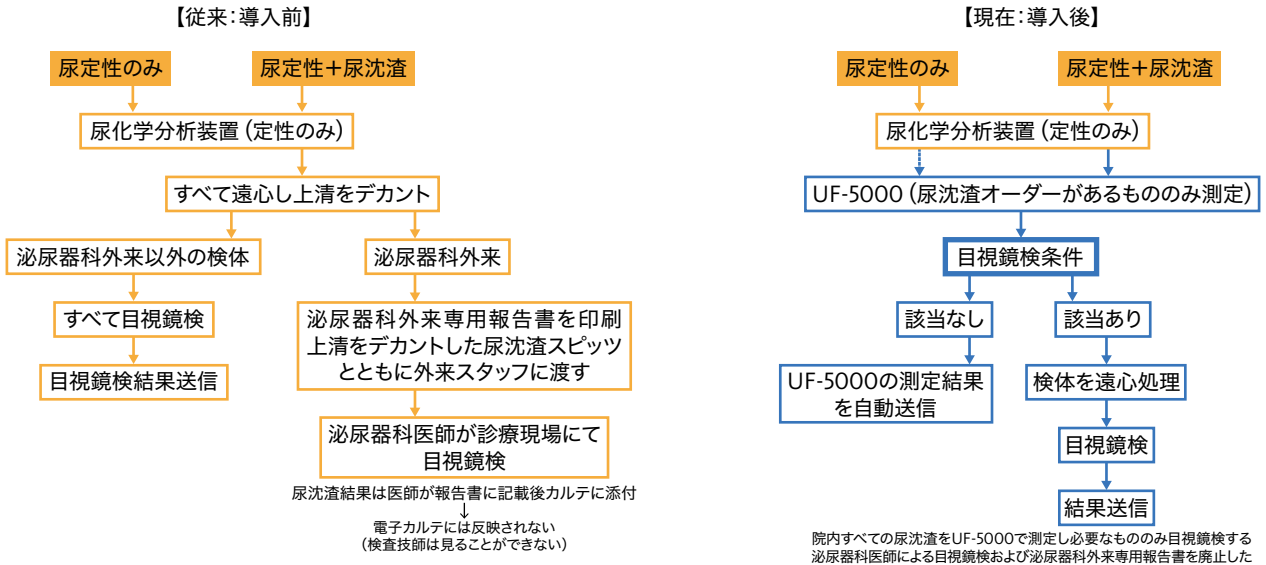 【従来：導入前】
尿定性のみ
尿定性＋尿沈渣
尿化学分析装置（定性のみ）
すべて遠心し上清をデカント
泌尿器科外来以外の検体
泌尿器科外来
すべて目視鏡検
目視鏡検結果送信
泌尿器科外来専用報告書を印刷
上清をデカントした尿沈渣スピッツ
とともに外来スタッフに渡す
泌尿器科医師が診療現場にて
目視鏡検
尿沈渣結果は医師が報告書に記載後カルテに添付
↓
電子カルテには反映されない
（検査技師は見ることができない）
【現在：導入後】
尿定性のみ
尿定性＋尿沈渣
尿化学分析装置（定性のみ）
UF-5000（尿沈渣オーダーがあるもののみ測定）
目視鏡検条件
該当なし
該当あり
UF-5000の測定結果
を自動送信
検体を遠心処理
目視鏡検
結果送信
院内すべての尿沈渣をUF-5000で測定し必要なもののみ目視鏡検する
泌尿器科医師による目視鏡検および泌尿器科外来専用報告書を廃止した